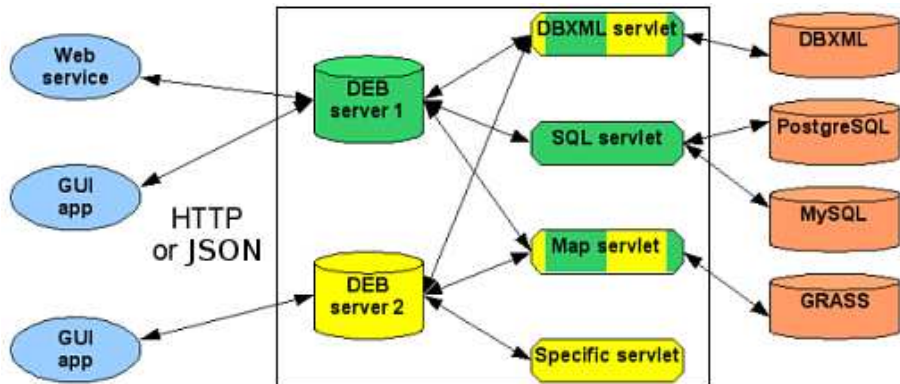 Web
service
GUI
app
HTTP
or JSON
GUI
app
DEB
server 1
DEB
server 2
DBXML servlet
SQL servlet
Map servlet
Specific servlet
DBXML
PostgreSQL
MySQL
GRASS